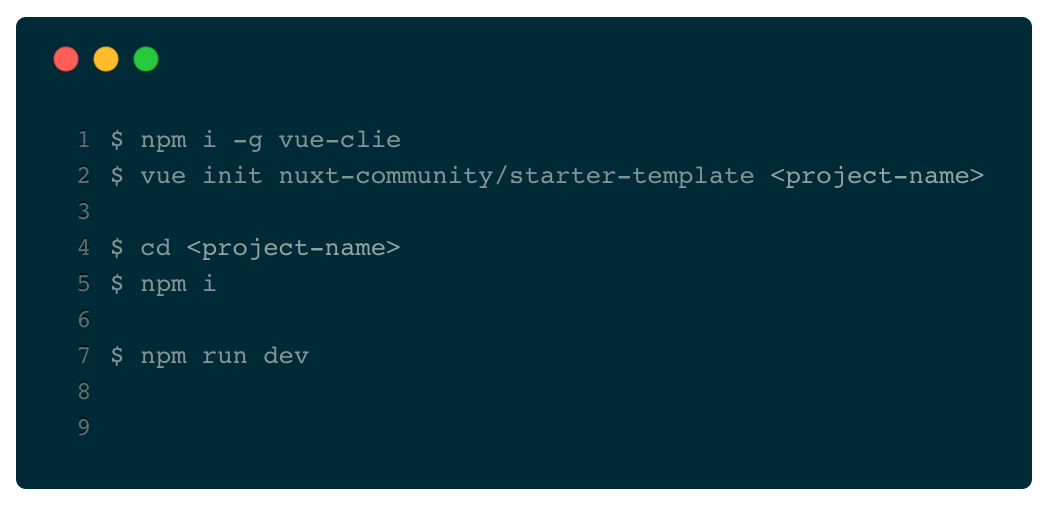 1 $ npm i -g vue-clie
2 $ vue init nuxt-community/starter-template <project-name>
3
4 $ cd <project-name>
5 $ npm i
6
7 $ npm run dev
8
9